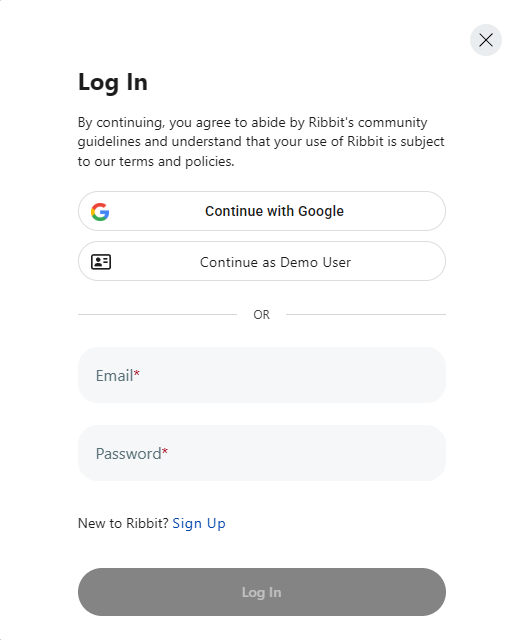 Log In
By continuing, you agree to abide by Ribbit's community
guidelines and understand that your use of Ribbit is subject
to our terms and policies.
Continue with Google
Continue as Demo User
OR
Email*
Password*
New to Ribbit? Sign Up
Log In